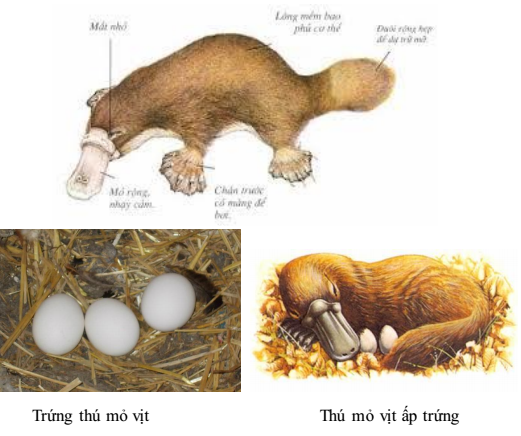 Mắt nhỏ
Lông mềm bao
phủ cơ thể
Đuôi rộng hẹp
để dự trữ mỡ.
Mỏ rộng,
nhạy cảm.
Chân trước
có màng để
bơi.
Trứng thú mỏ vịt
Thú mỏ vịt ấp trứng